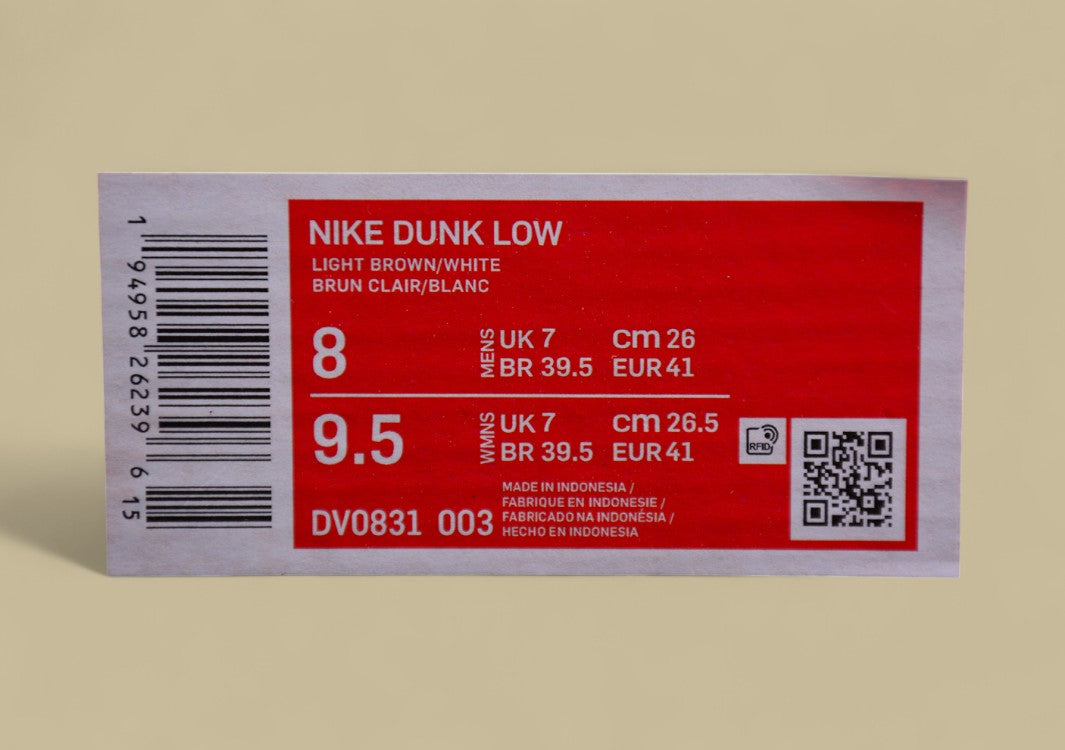 1 94958 26239 6 15
NIKE DUNK LOW
LIGHT BROWN/WHITE
BRUN CLAIR/BLANC
8 MENS UK 7 cm 26
BR 39.5 EUR 41
9.5 WMNS UK 7 cm 26.5
BR 39.5 EUR 41
RFID
MADE IN INDONESIA /
FABRIQUE EN INDONESIE /
DV0831 003 FABRICADO NA INDONÉSIA /
HECHO EN INDONESIA